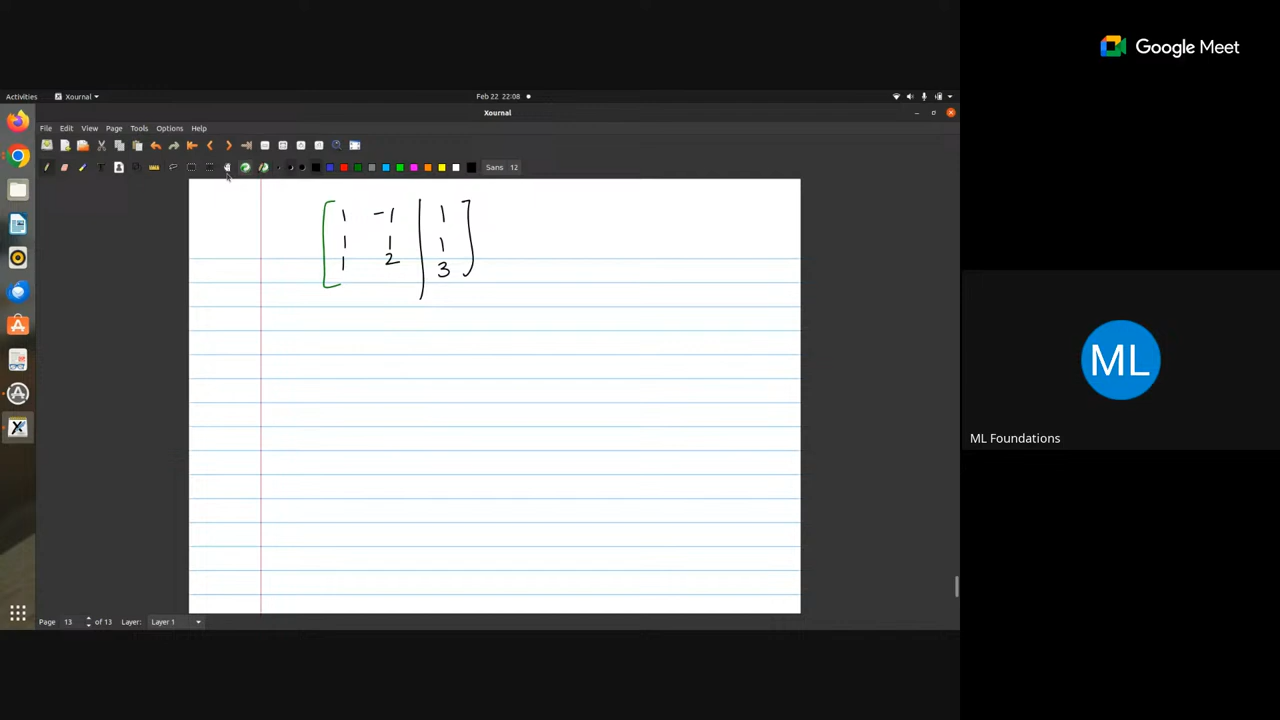 Google Meet
Activities Xournal Feb 22 22:08
Xournal
File Edit View Page Tools Options Help
Sans 12
1 -1 | 1
1 1 | 1
1 2 | 3
ML
ML Foundations
Page 13 of 13 Layer: Layer 1